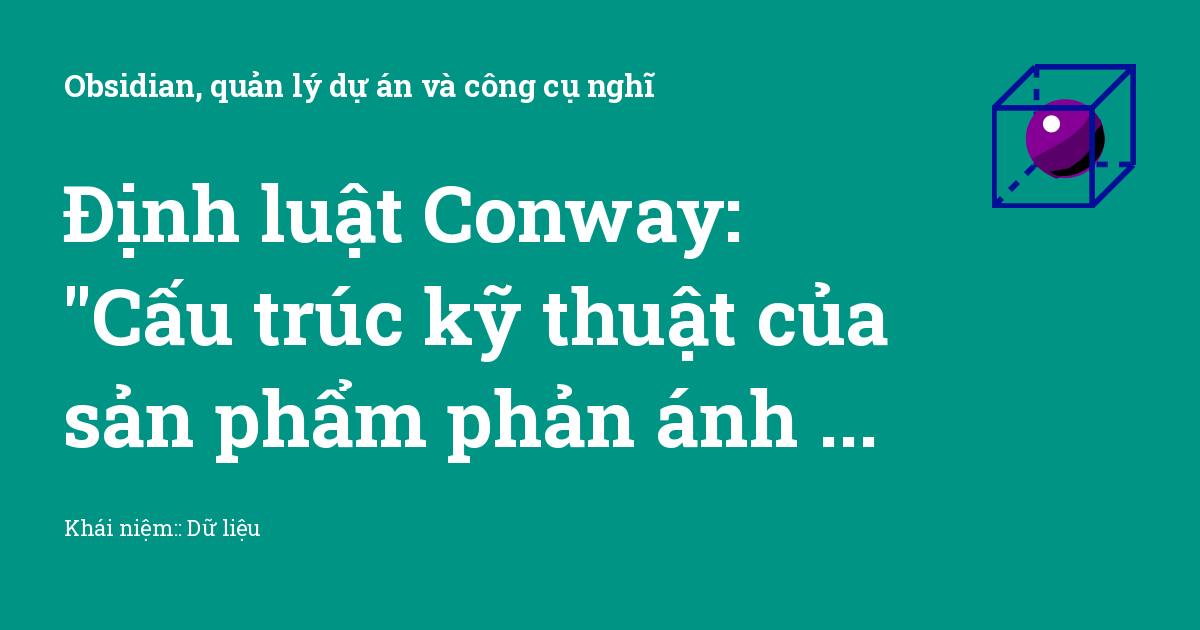 Obsidian, quản lý dự án và công cụ nghĩ
Định luật Conway:
"Cấu trúc kỹ thuật của
sản phẩm phản ánh ...
Khái niệm:: Dữ liệu